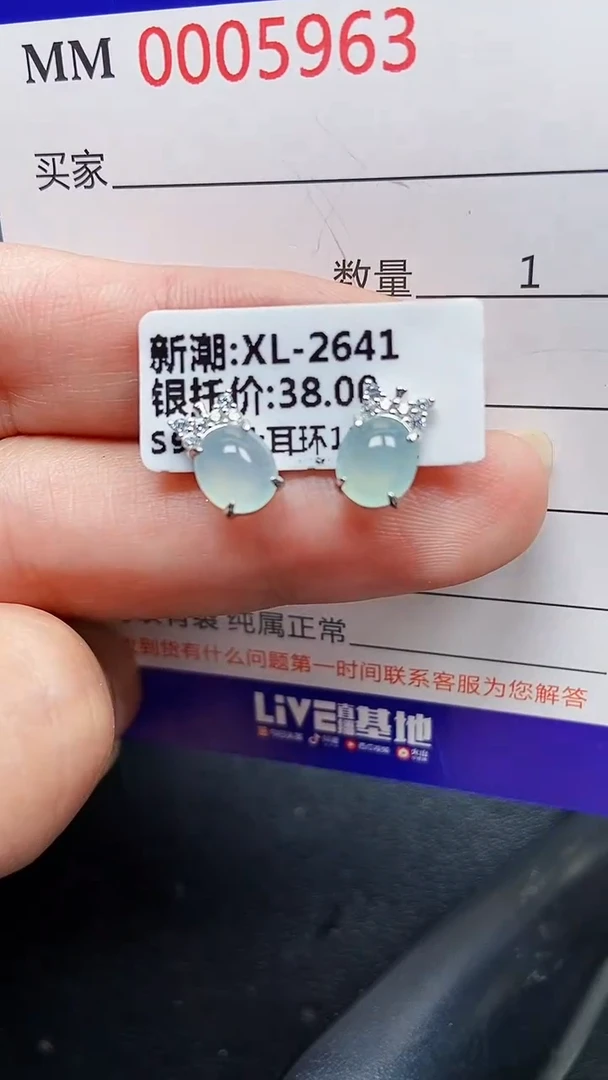 MM 0005963
买家
数量 1
新潮:XL-2641
银托价:38.00
耳环1
纯属正常
到货有什么问题第一时间联系客服为您解答
LiVE直播基地